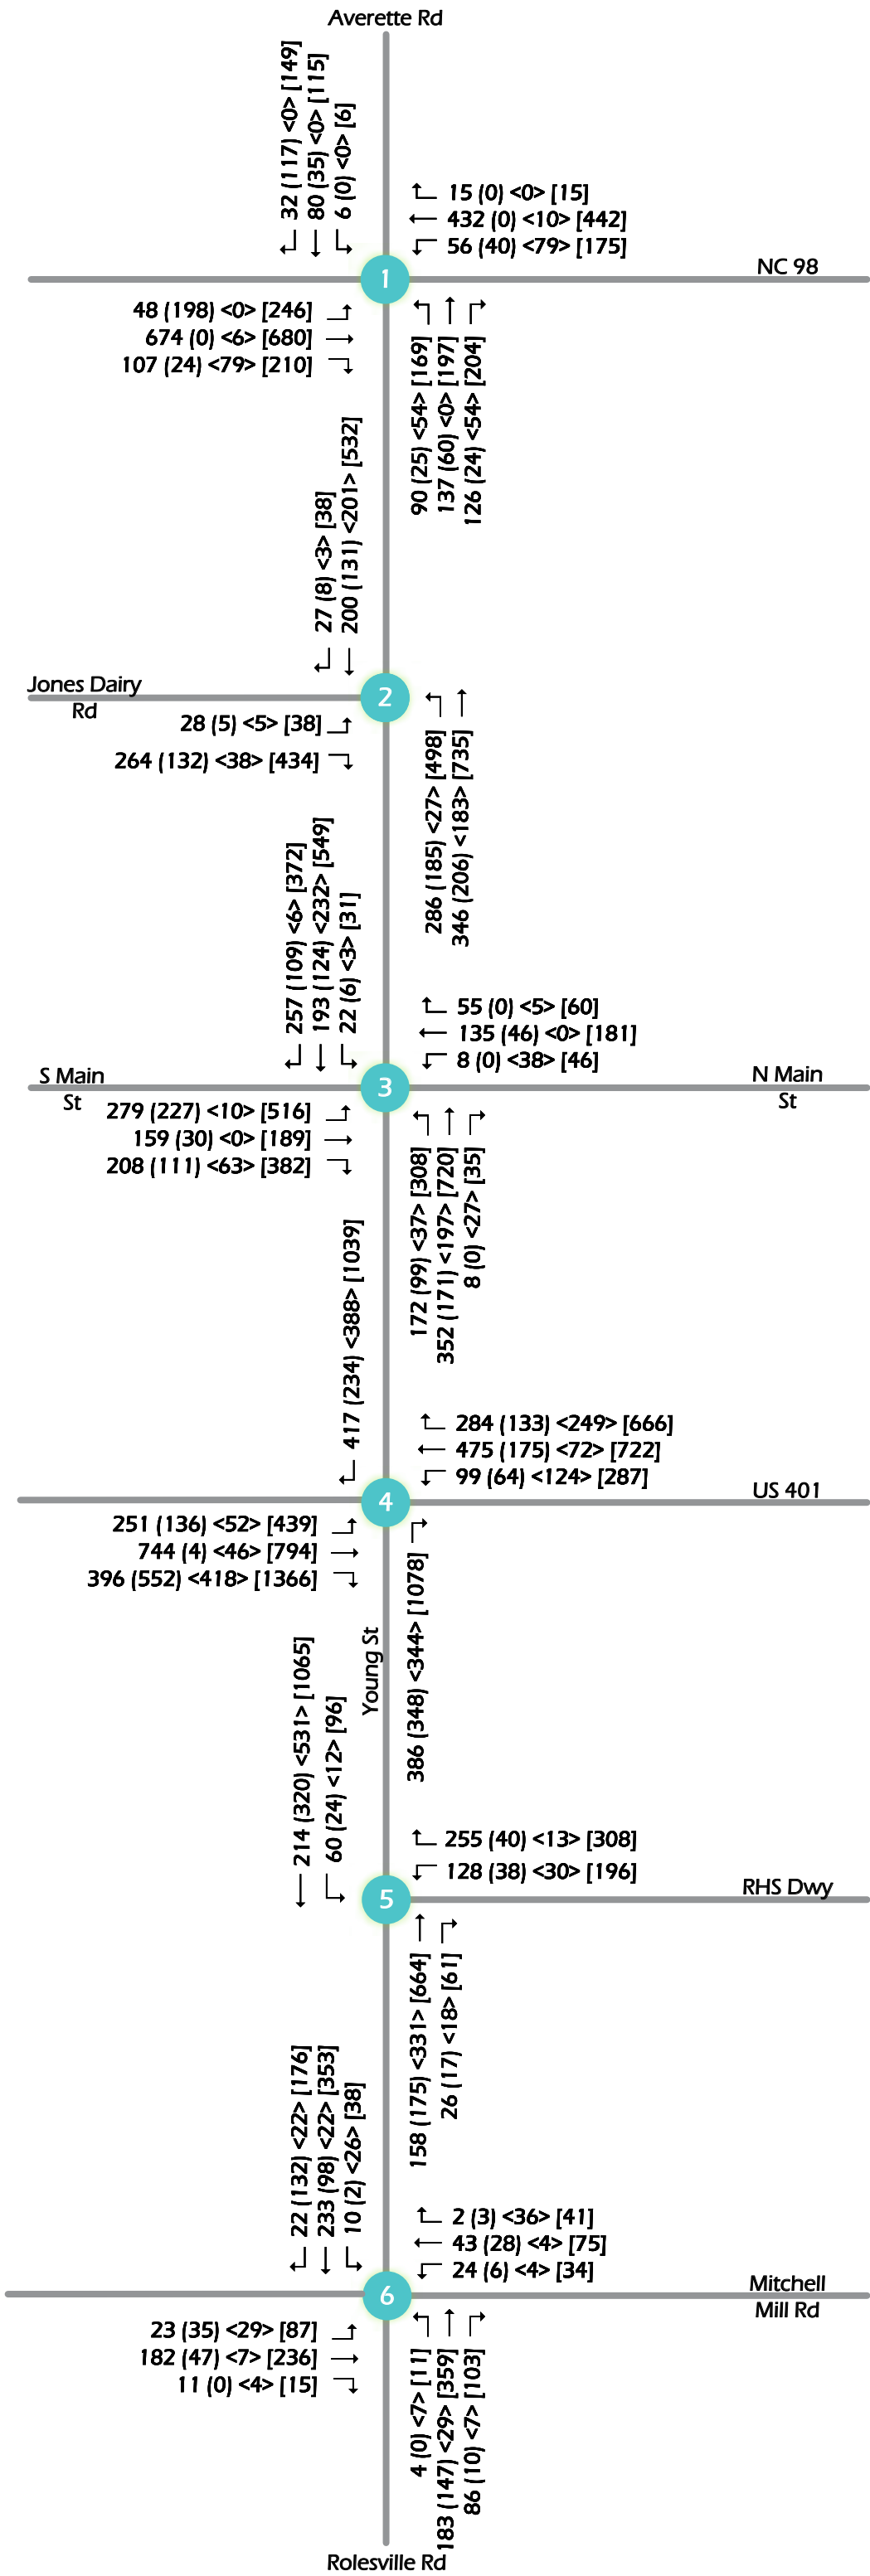 Averette Rd
32 (117) <0> [149]
80 (35) <0> [115]
6 (0) <0> [6]
15 (0) <0> [15]
432 (0) <10> [442]
56 (40) <79> [175]
NC 98
1
48 (198) <0> [246]
674 (0) <6> [680]
107 (24) <79> [210]
90 (25) <54> [169]
137 (60) <0> [197]
126 (24) <54> [204]
27 (8) <3> [38]
200 (131) <201> [532]
Jones Dairy
Rd
2
28 (5) <5> [38]
264 (132) <38> [434]
286 (185) <27> [498]
346 (206) <183> [735]
257 (109) <6> [372]
193 (124) <232> [549]
22 (6) <3> [31]
55 (0) <5> [60]
135 (46) <0> [181]
8 (0) <38> [46]
S Main
St
3
N Main
St
279 (227) <10> [516]
159 (30) <0> [189]
208 (111) <63> [382]
172 (99) <37> [308]
352 (171) <197> [720]
8 (0) <27> [35]
417 (234) <388> [1039]
284 (133) <249> [666]
475 (175) <72> [722]
99 (64) <124> [287]
US 401
4
251 (136) <52> [439]
744 (4) <46> [794]
396 (552) <418> [1366]
386 (348) <344> [1078]
Young St
214 (320) <531> [1065]
60 (24) <12> [96]
255 (40) <13> [308]
128 (38) <30> [196]
RHS Dwy
5
158 (175) <331> [664]
26 (17) <18> [61]
22 (132) <22> [176]
233 (98) <22> [353]
10 (2) <26> [38]
2 (3) <36> [41]
43 (28) <4> [75]
24 (6) <4> [34]
Mitchell
Mill Rd
6
23 (35) <29> [87]
182 (47) <7> [236]
11 (0) <4> [15]
4 (0) <7> [11]
183 (147) <29> [359]
86 (10) <7> [103]
Rolesville Rd